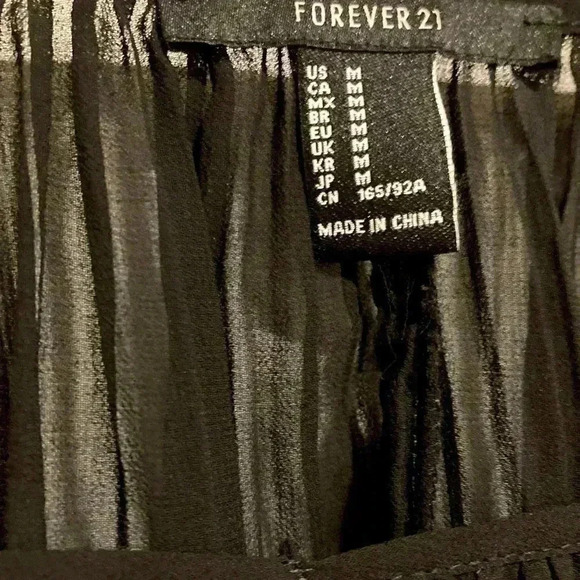 FOREVER 21
US M
CA M
MX M
BR M
EU M
UK M
KR M
JP M
CN 165/92A
MADE IN CHINA